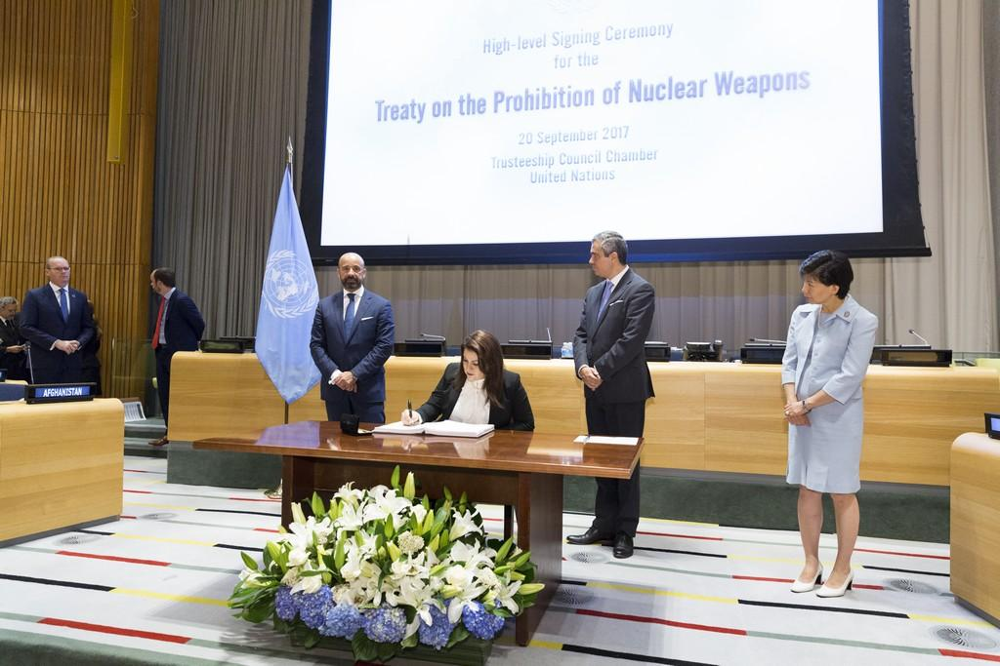 High-level Signing Ceremony
for the
Treaty on the Prohibition of Nuclear Weapons
20 September 2017
Trusteeship Council Chamber
United Nations
AFGHANISTAN